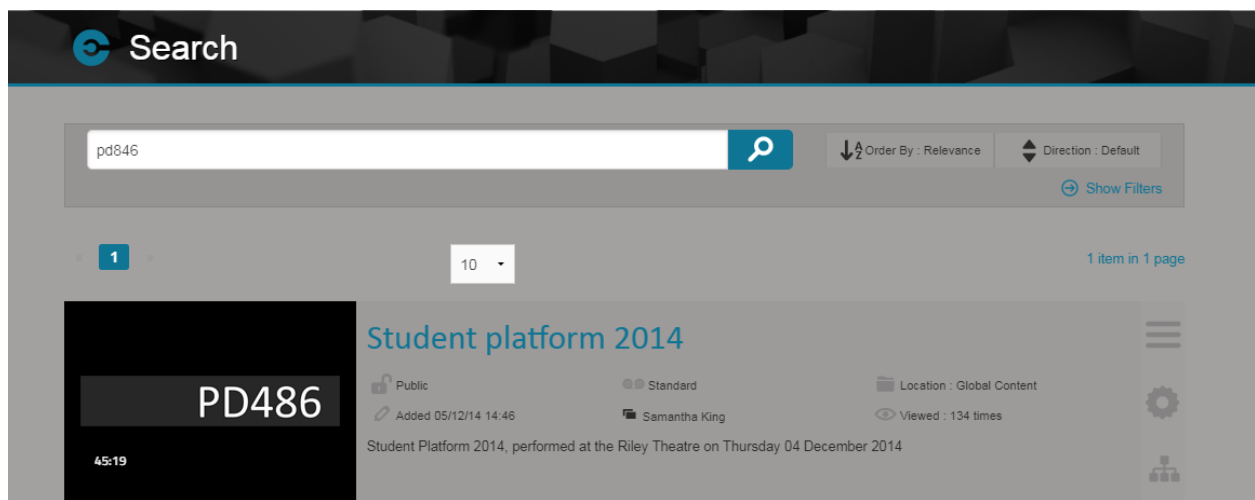 Search
pd846
Order By : Relevance
Direction : Default
Show Filters
« 1 »
10
1 item in 1 page
Student platform 2014
PD486
45:19
Public
Standard
Location : Global Content
Added 05/12/14 14:46
Samantha King
Viewed : 134 times
Student Platform 2014, performed at the Riley Theatre on Thursday 04 December 2014